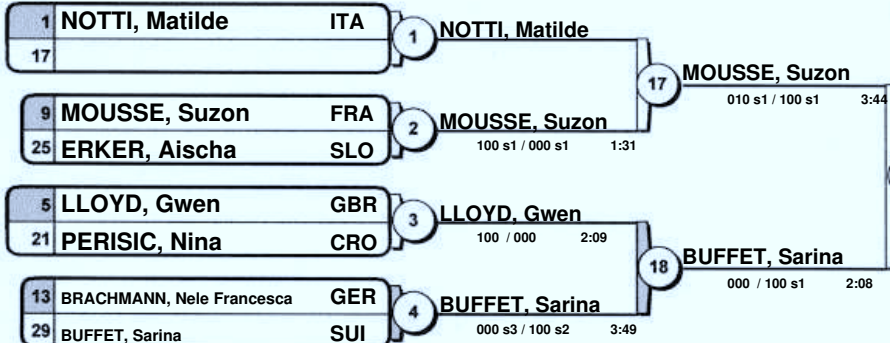 1 NOTTI, Matilde ITA
17
1 NOTTI, Matilde
9 MOUSSE, Suzon FRA
25 ERKER, Aischa SLO
2 MOUSSE, Suzon
100 s1 / 000 s1 1:31
17 MOUSSE, Suzon
010 s1 / 100 s1 3:44
5 LLOYD, Gwen GBR
21 PERISIC, Nina CRO
3 LLOYD, Gwen
100 / 000 2:09
13 BRACHMANN, Nele Francesca GER
29 BUFFET, Sarina SUI
4 BUFFET, Sarina
000 s3 / 100 s2 3:49
18 BUFFET, Sarina
000 / 100 s1 2:08